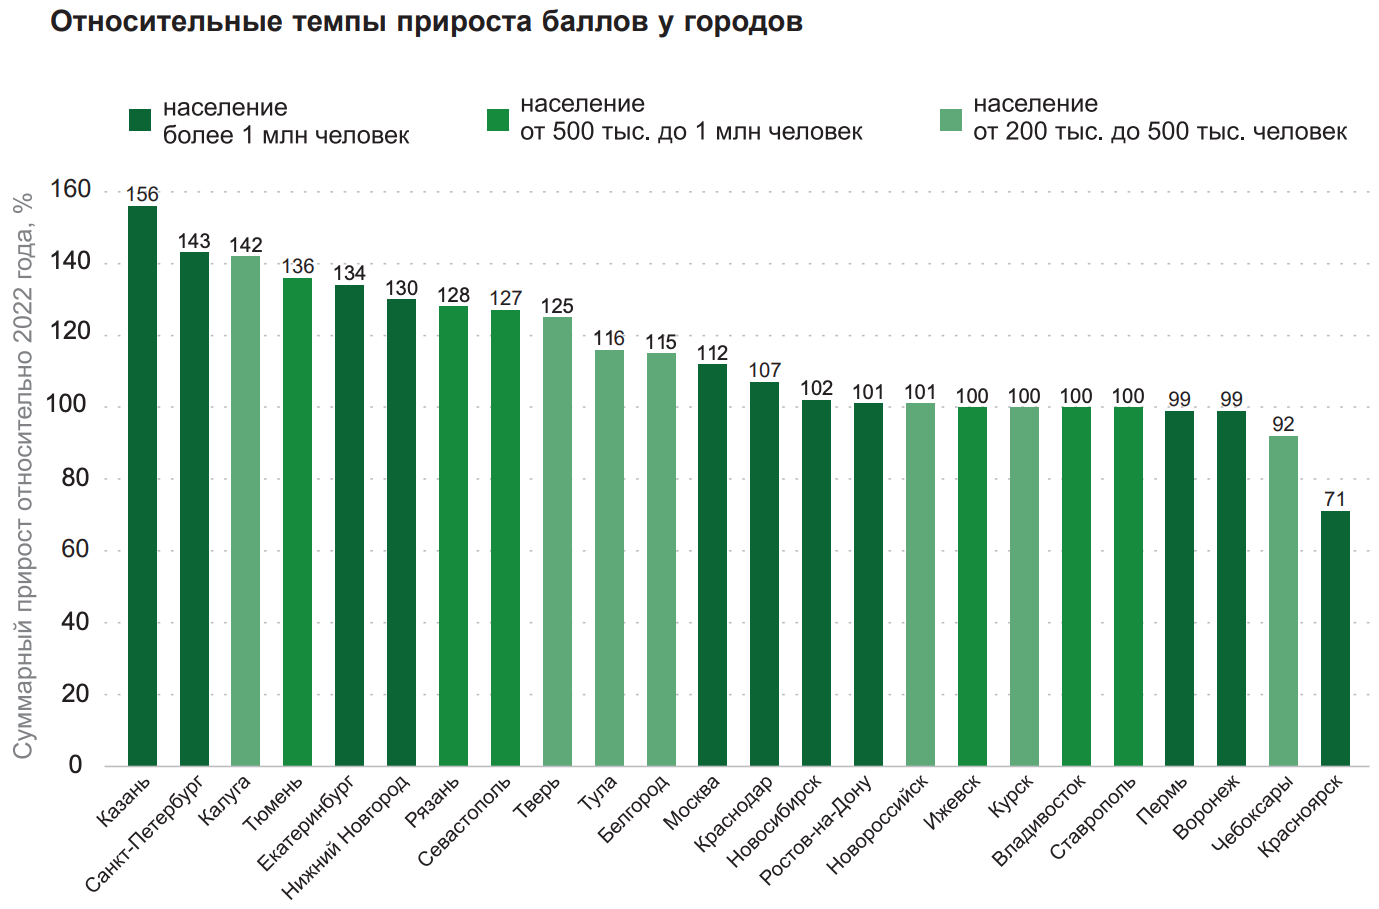 Относительные темпы прироста баллов у городов
население
более 1 млн человек
население
от 500 тыс. до 1 млн человек
население
от 200 тыс. до 500 тыс. человек
Суммарный прирост относительно 2022 года, %
160
140
120
100
80
60
40
20
0
156
143
142
136
134
130
128
127
125
116
115
112
107
102
101
101
100
100
100
100
99
99
92
71
Казань
Санкт-Петербург
Калуга
Тюмень
Екатеринбург
Нижний Новгород
Рязань
Севастополь
Тверь
Тула
Белгород
Москва
Краснодар
Новосибирск
Ростов-на-Дону
Новороссийск
Ижевск
Курск
Владивосток
Ставрополь
Пермь
Воронеж
Чебоксары
Красноярск